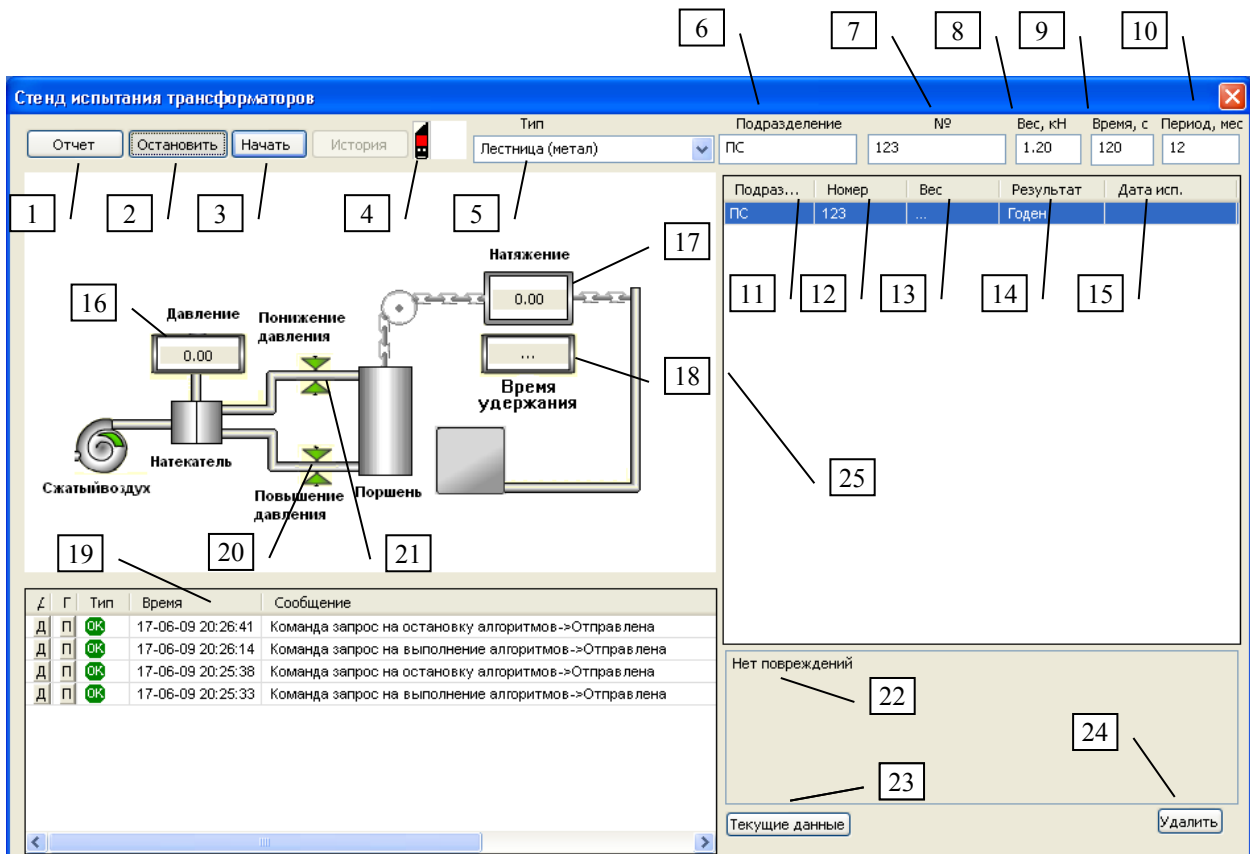 6 7 8 9 10
Стенд испытания трансформаторов
Отчет Остановить Начать История
Тип
Лестница (метал)
Подразделение № Вес, кН Время, с Период, мес
ПС 123 1.20 120 12
1 2 3 4 5
Подраз... Номер Вес Результат Дата исп.
ПС 123 ... Годен
11 12 13 14 15
Натяжение
0.00
17
16
Давление
0.00
Понижение
давления
...
18
Время
удержания
Натекатель
Сжатыйвоздух
Повышение
давления
Поршень
25
19 20 21
Г Тип Время Сообщение
Д П OK 17-06-09 20:26:41 Команда запрос на остановку алгоритмов->Отправлена
Д П OK 17-06-09 20:26:14 Команда запрос на выполнение алгоритмов->Отправлена
Д П OK 17-06-09 20:25:38 Команда запрос на остановку алгоритмов->Отправлена
Д П OK 17-06-09 20:25:33 Команда запрос на выполнение алгоритмов->Отправлена
Нет повреждений
22
24
23
Текущие данные Удалить